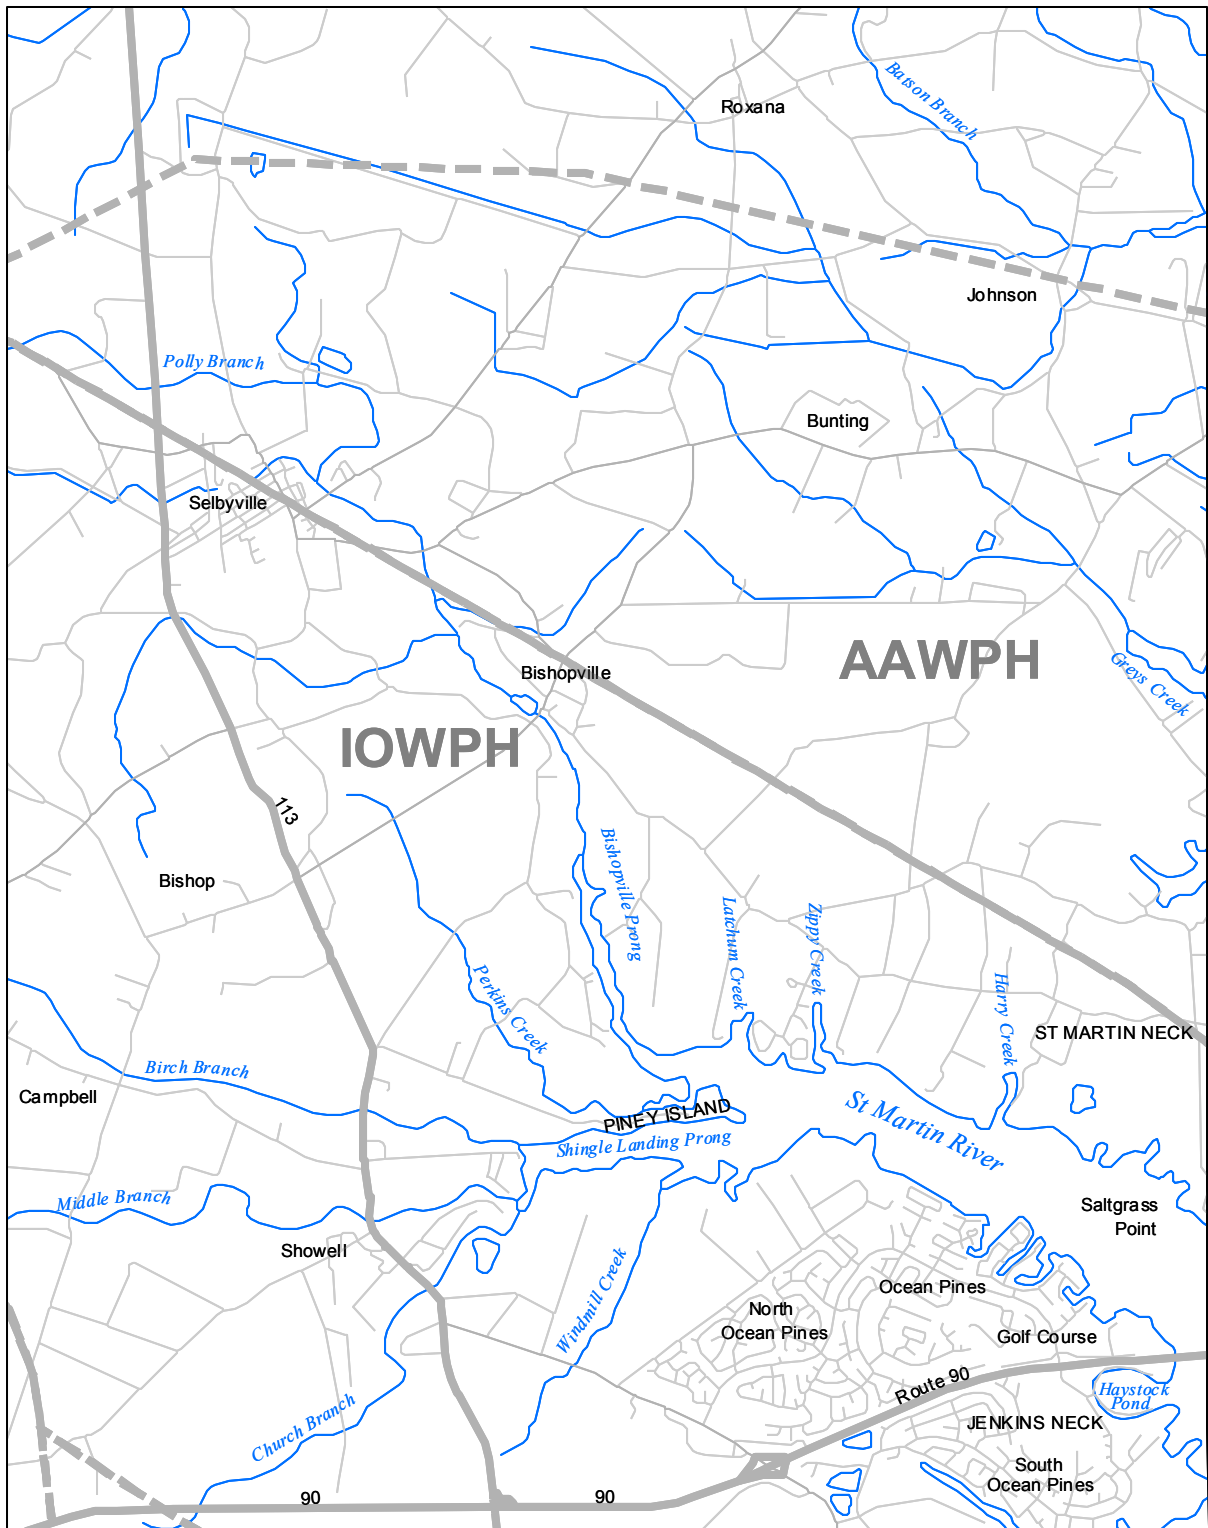 Roxana
Batson Branch
Johnson
Polly Branch
Bunting
Selbyville
AAWPH
Bishopville
Greys Creek
IOWPH
113
Bishopville Prong
Bishop
Latchum Creek
Zippy Creek
Perkins Creek
Harry Creek
ST MARTIN NECK
Birch Branch
Campbell
PINEY ISLAND
St Martin River
Shingle Landing Prong
Middle Branch
Saltgrass
Point
Showell
Ocean Pines
Windmill Creek
North
Ocean Pines
Golf Course
Route 90
Haystock
Pond
Church Branch
JENKINS NECK
South
Ocean Pines
90
90